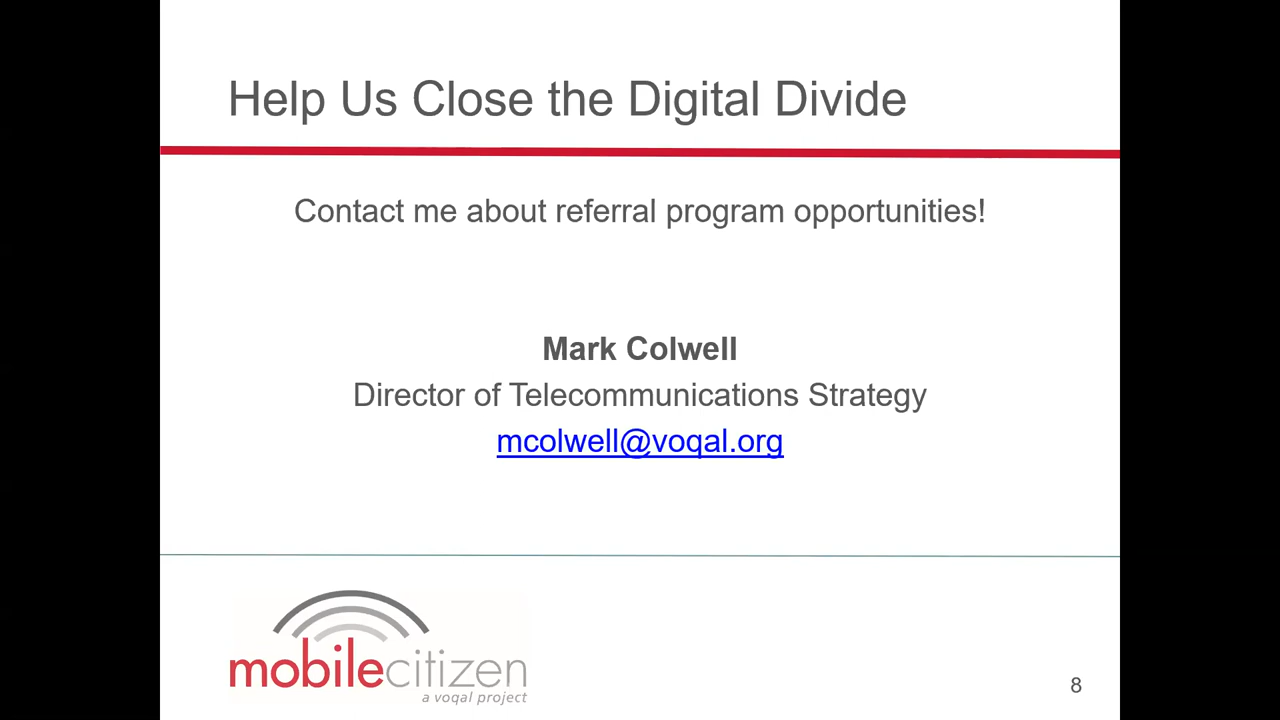 Help Us Close the Digital Divide
Contact me about referral program opportunities!
Mark Colwell
Director of Telecommunications Strategy
mcolwell@voqal.org
mobilecitizen
a voqal project
8